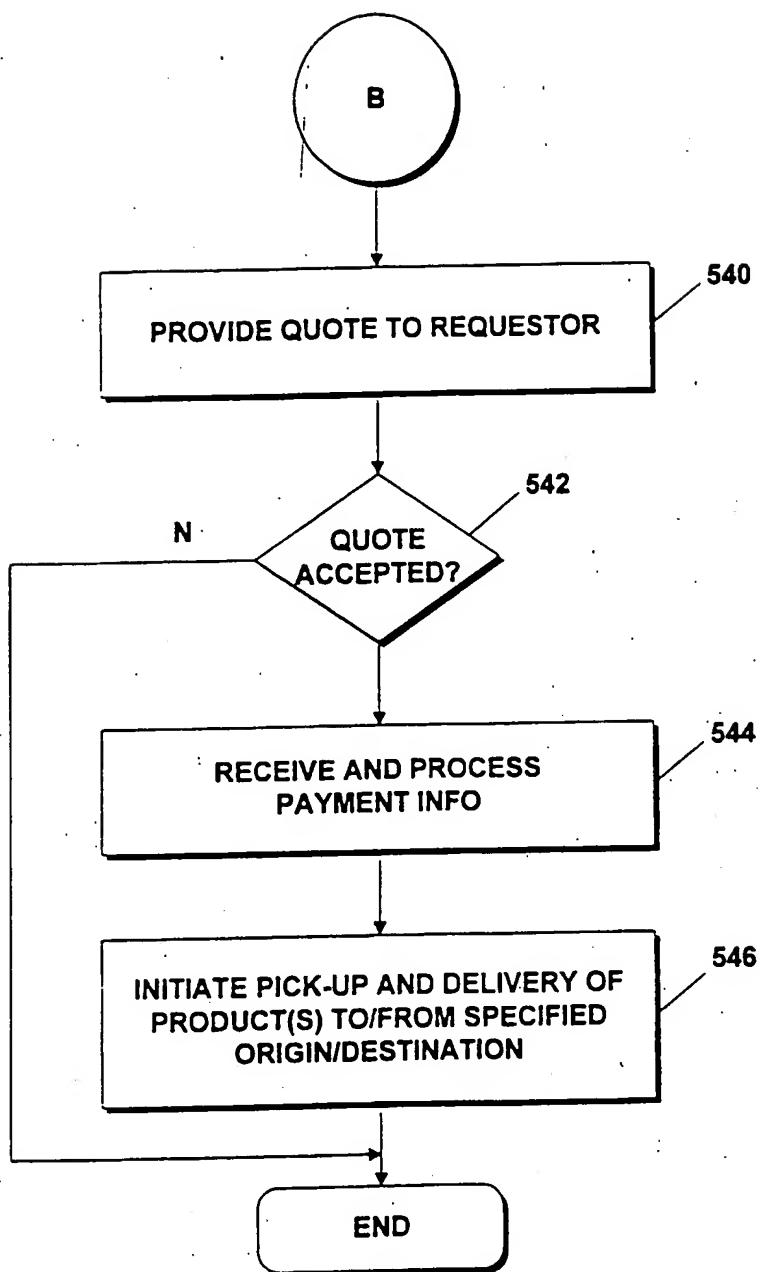 B
540
PROVIDE QUOTE TO REQUESTOR
542
N
QUOTE
ACCEPTED?
544
RECEIVE AND PROCESS
PAYMENT INFO
546
INITIATE PICK-UP AND DELIVERY OF
PRODUCT(S) TO/FROM SPECIFIED
ORIGIN/DESTINATION
END